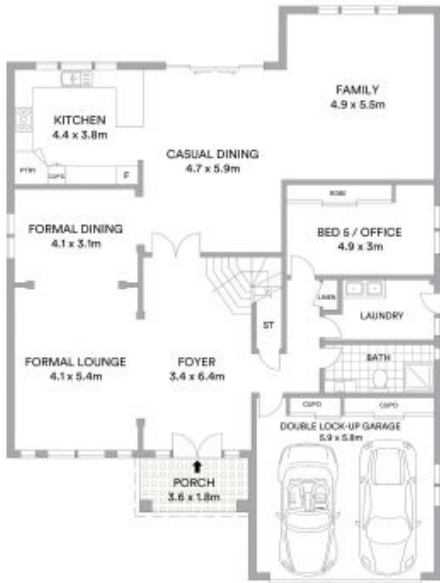 FAMILY
4.9 x 5.5m
KITCHEN
4.4 x 3.8m
PTRY
CUPD
F
CASUAL DINING
4.7 x 5.9m
ROBE
FORMAL DINING
4.1 x 3.1m
BED 5 / OFFICE
4.9 x 3m
LINEN
LAUNDRY
ST
FORMAL LOUNGE
4.1 x 5.4m
FOYER
3.4 x 6.4m
BATH
CUPD
CUPD
DOUBLE LOCK-UP GARAGE
5.9 x 5.8m
PORCH
3.6 x 1.8m